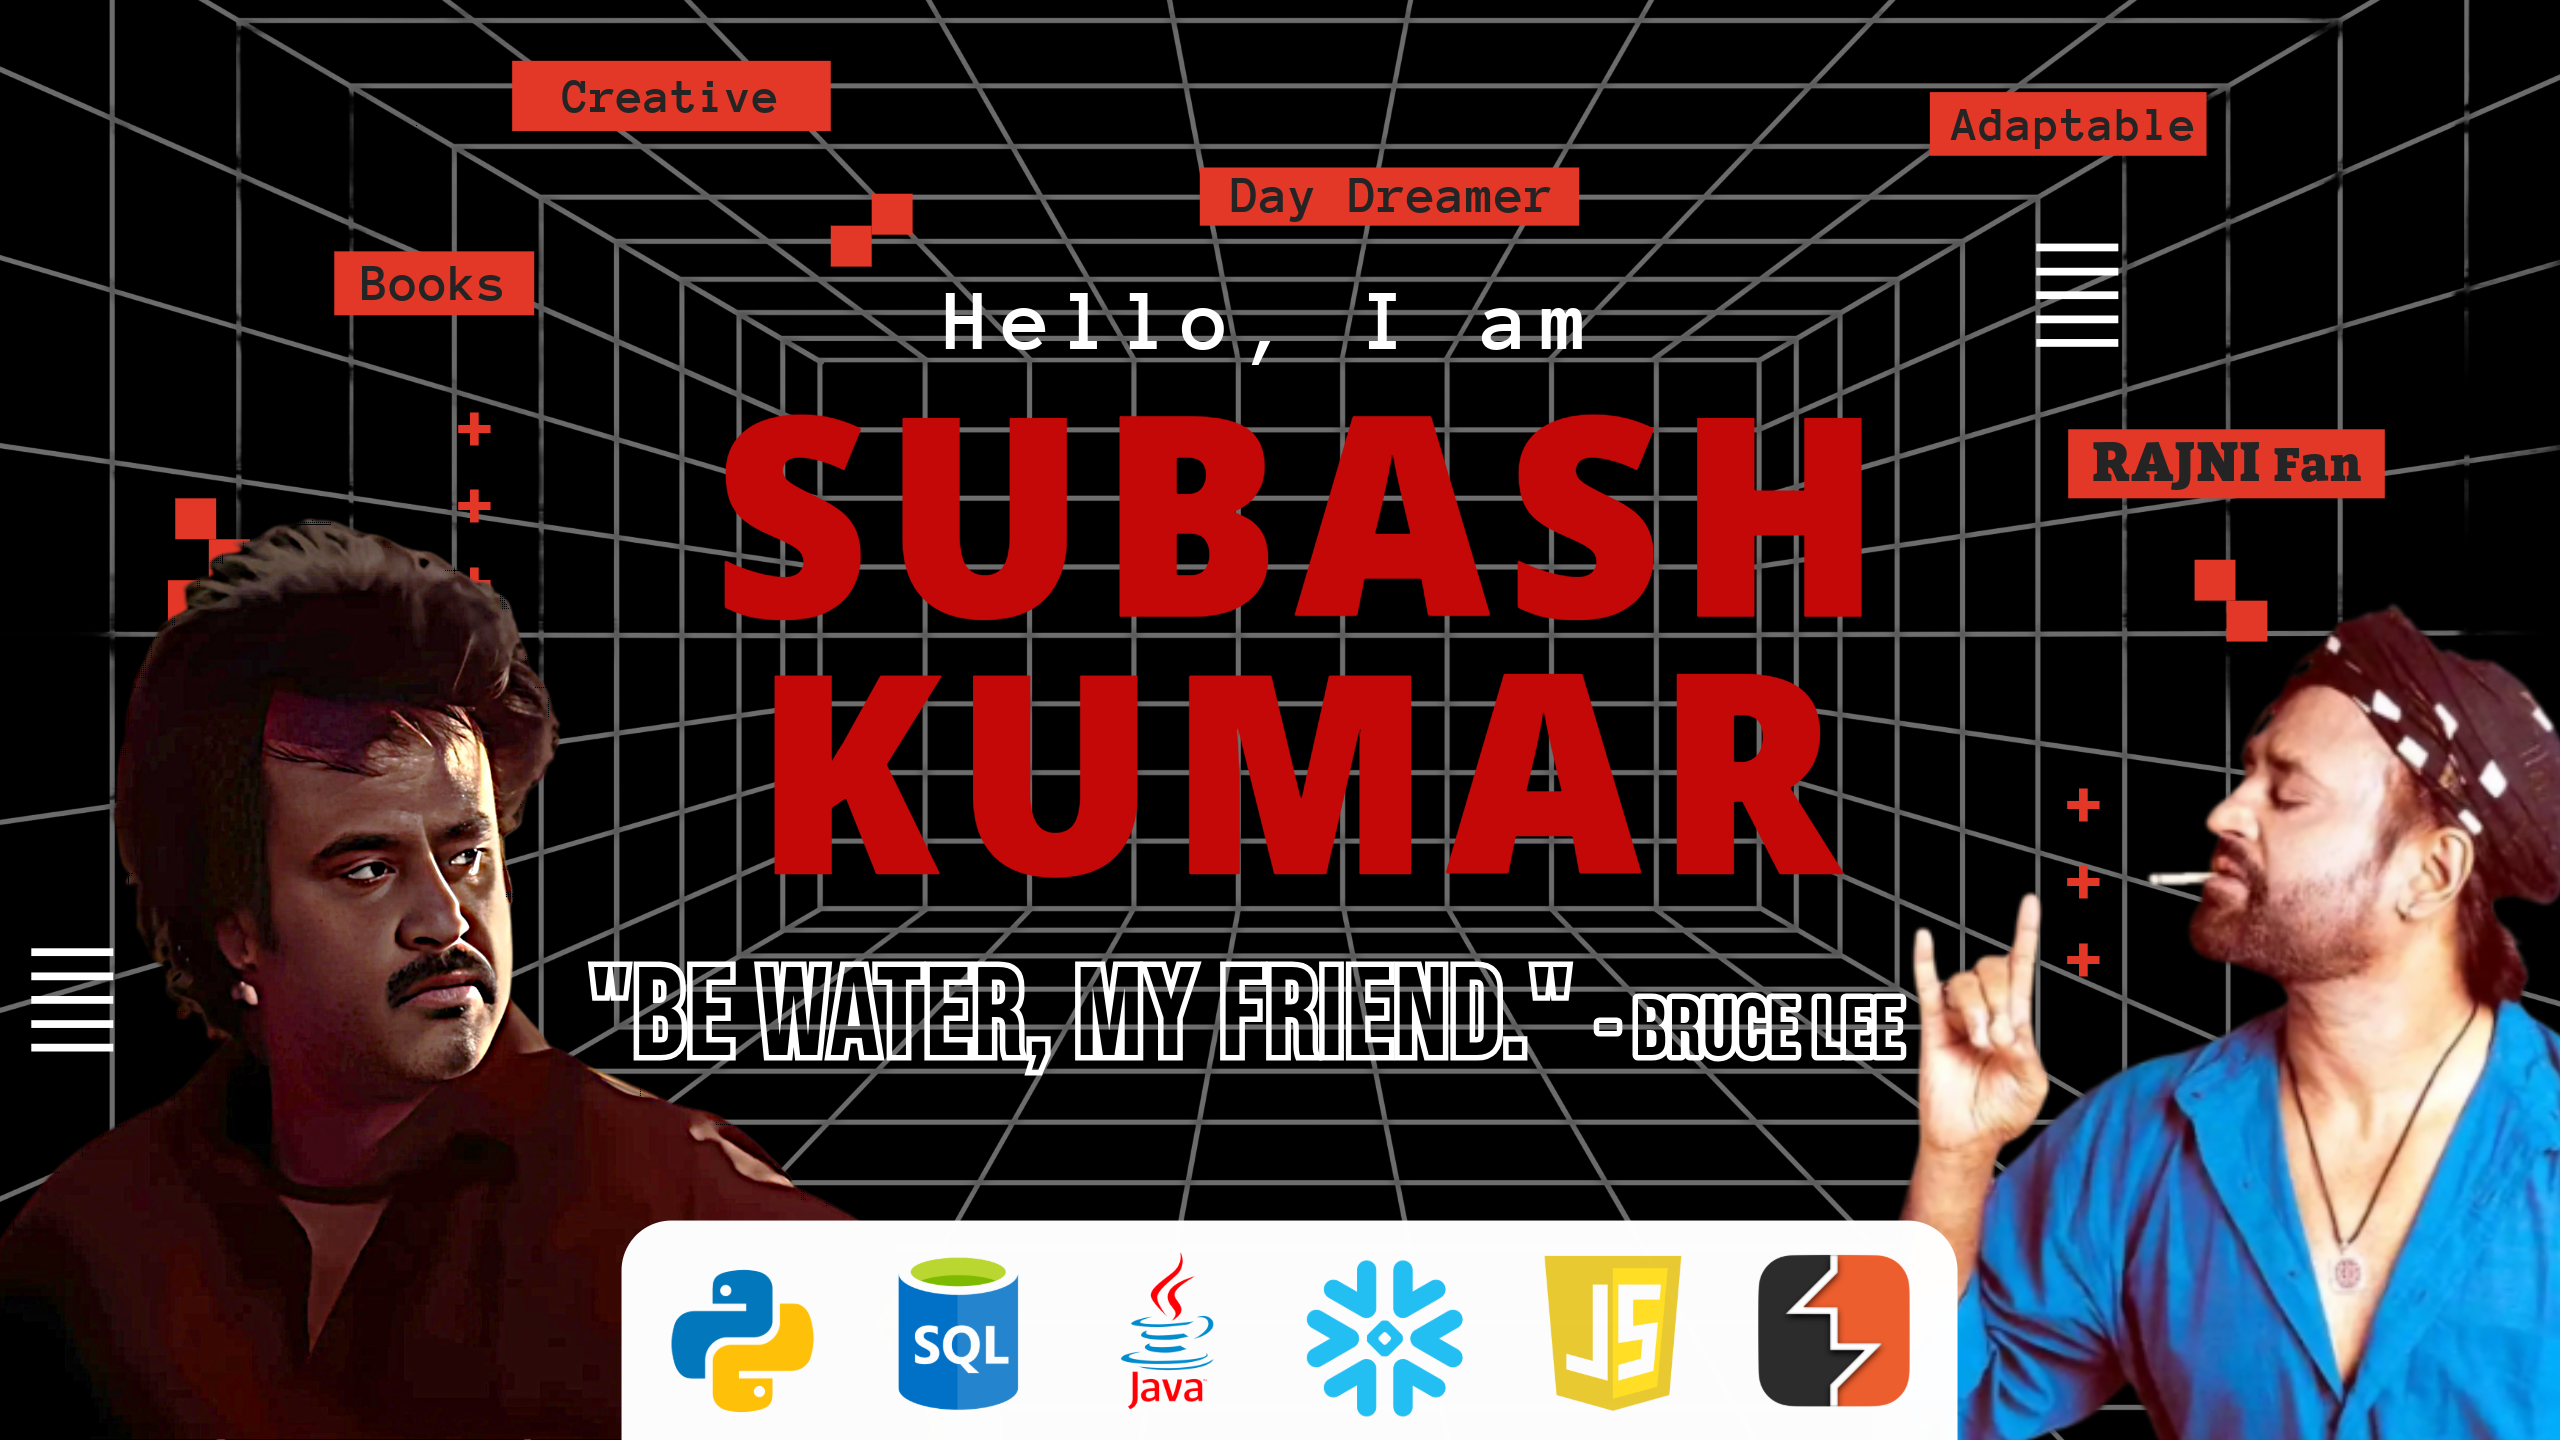 Creative
Adaptable
Day Dreamer
Books
Hello, I am
RAJNI Fan
SUBASH
KUMAR
"BE WATER, MY FRIEND." - BRUCE LEE
SQL
Java
JS